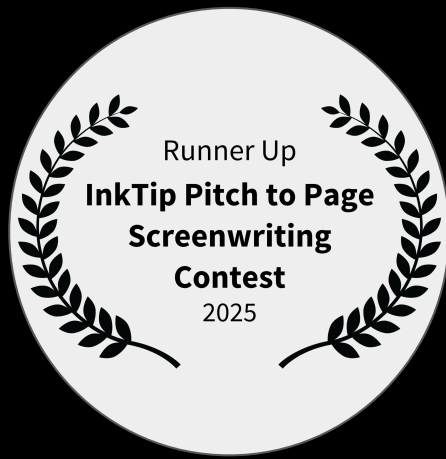 Runner Up
InkTip Pitch to Page
Screenwriting
Contest
2025